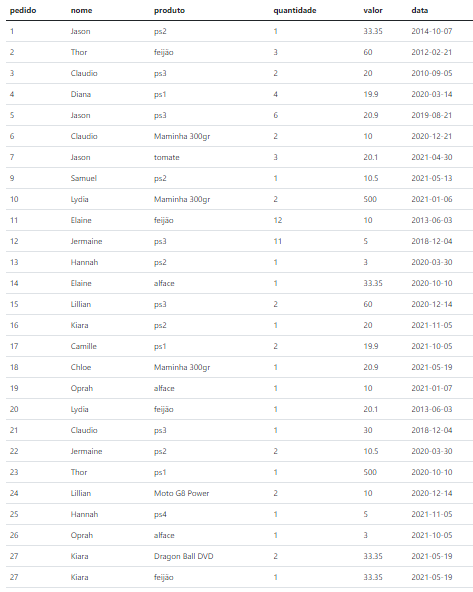 pedido nome produto quantidade valor data
1 Jason ps2 1 33.35 2014-10-07
2 Thor feijão 3 60 2012-02-21
3 Claudio ps3 2 20 2010-09-05
4 Diana ps1 4 19.9 2020-03-14
5 Jason ps3 6 20.9 2019-08-21
6 Claudio Maminha 300gr 2 10 2020-12-21
7 Jason tomate 3 20.1 2021-04-30
9 Samuel ps2 1 10.5 2021-05-13
10 Lydia Maminha 300gr 2 500 2021-01-06
11 Elaine feijão 12 10 2013-06-03
12 Jermaine ps3 11 5 2018-12-04
13 Hannah ps2 1 3 2020-03-30
14 Elaine alface 1 33.35 2020-10-10
15 Lillian ps3 2 60 2020-12-14
16 Kiara ps2 1 20 2021-11-05
17 Camille ps1 2 19.9 2021-10-05
18 Chloe Maminha 300gr 1 20.9 2021-05-19
19 Oprah alface 1 10 2021-01-07
20 Lydia feijão 1 20.1 2013-06-03
21 Claudio ps3 1 30 2018-12-04
22 Jermaine ps2 2 10.5 2020-03-30
23 Thor ps1 1 500 2020-10-10
24 Lillian Moto G8 Power 2 10 2020-12-14
25 Hannah ps4 1 5 2021-11-05
26 Oprah alface 1 3 2021-10-05
27 Kiara Dragon Ball DVD 2 33.35 2021-05-19
27 Kiara feijão 1 33.35 2021-05-19